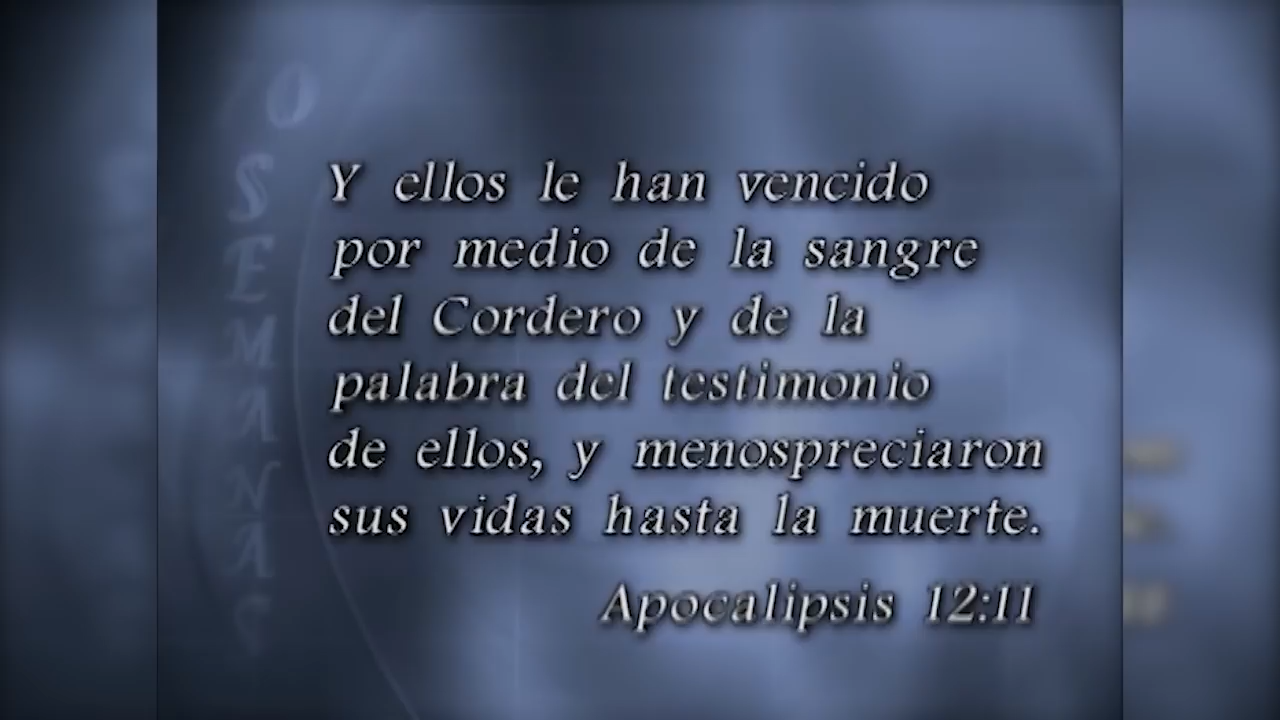 Y ellos le han vencido
por medio de la sangre
del Cordero y de la
palabra del testimonio
de ellos, y menospreciaron
sus vidas hasta la muerte.
Apocalipsis 12:11
O SEMANAS